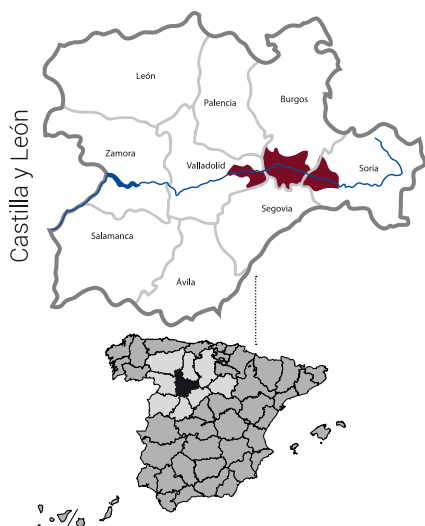 Castilla y León
León
Palencia
Burgos
Zamora
Valladolid
Soria
Segovia
Salamanca
Ávila